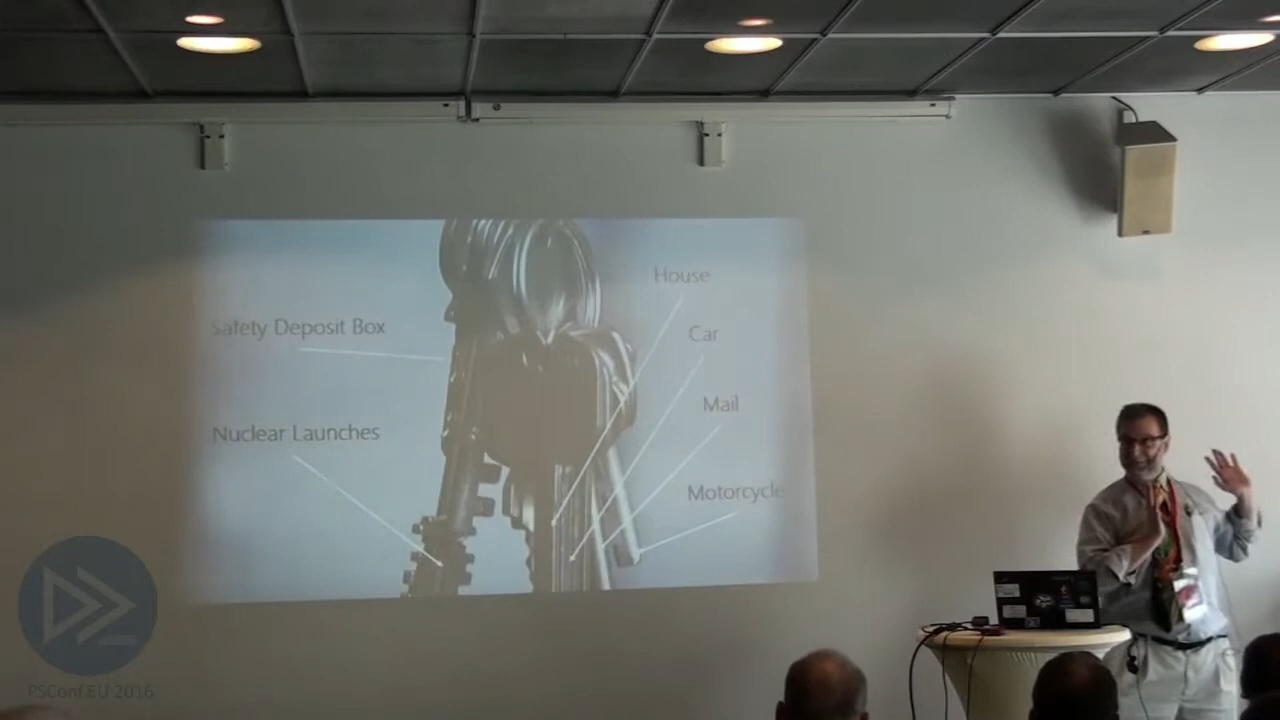 House
Safety Deposit Box
Car
Mail
Nuclear Launches
Motorcycle
PSConf.EU 2016